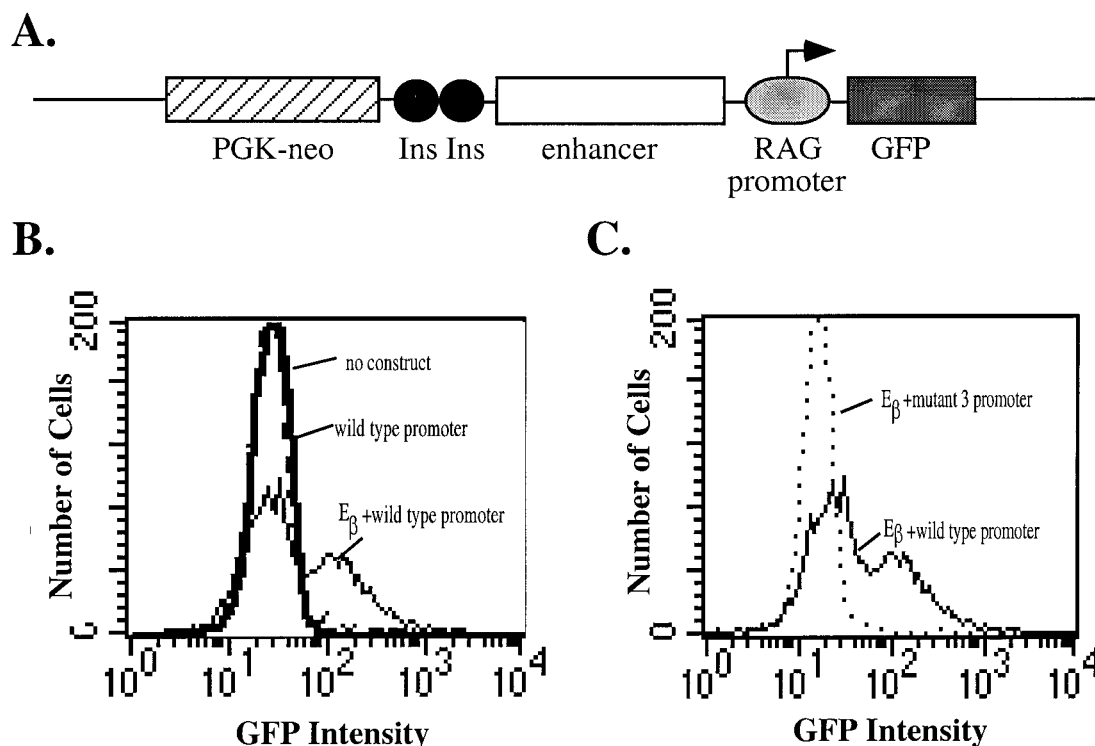 A.
PGK-neo
Ins Ins
enhancer
RAG
promoter
GFP
B.
200
0
Number of Cells
no construct
wild type promoter
Eβ +wild type promoter
10^0 10^1 10^2 10^3 10^4
GFP Intensity
C.
200
0
Number of Cells
Eβ +mutant 3 promoter
Eβ +wild type promoter
10^0 10^1 10^2 10^3 10^4
GFP Intensity